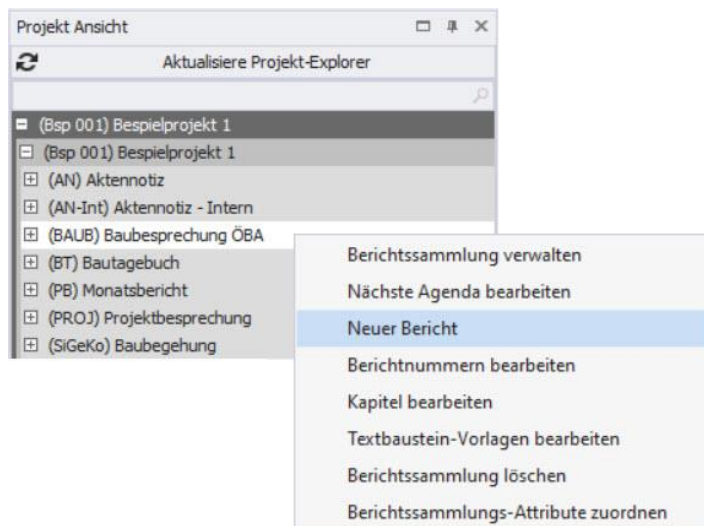 Projekt Ansicht
Aktualisiere Projekt-Explorer
(Bsp 001) Bespielprojekt 1
(Bsp 001) Bespielprojekt 1
(AN) Aktennotiz
(AN-Int) Aktennotiz - Intern
(BAUB) Baubesprechung ÖBA
(BT) Bautagebuch
(PB) Monatsbericht
(PROJ) Projektbesprechung
(SiGeKo) Baubegehung
Berichtssammlung verwalten
Nächste Agenda bearbeiten
Neuer Bericht
Berichtnummern bearbeiten
Kapitel bearbeiten
Textbaustein-Vorlagen bearbeiten
Berichtssammlung löschen
Berichtssammlungs-Attribute zuordnen